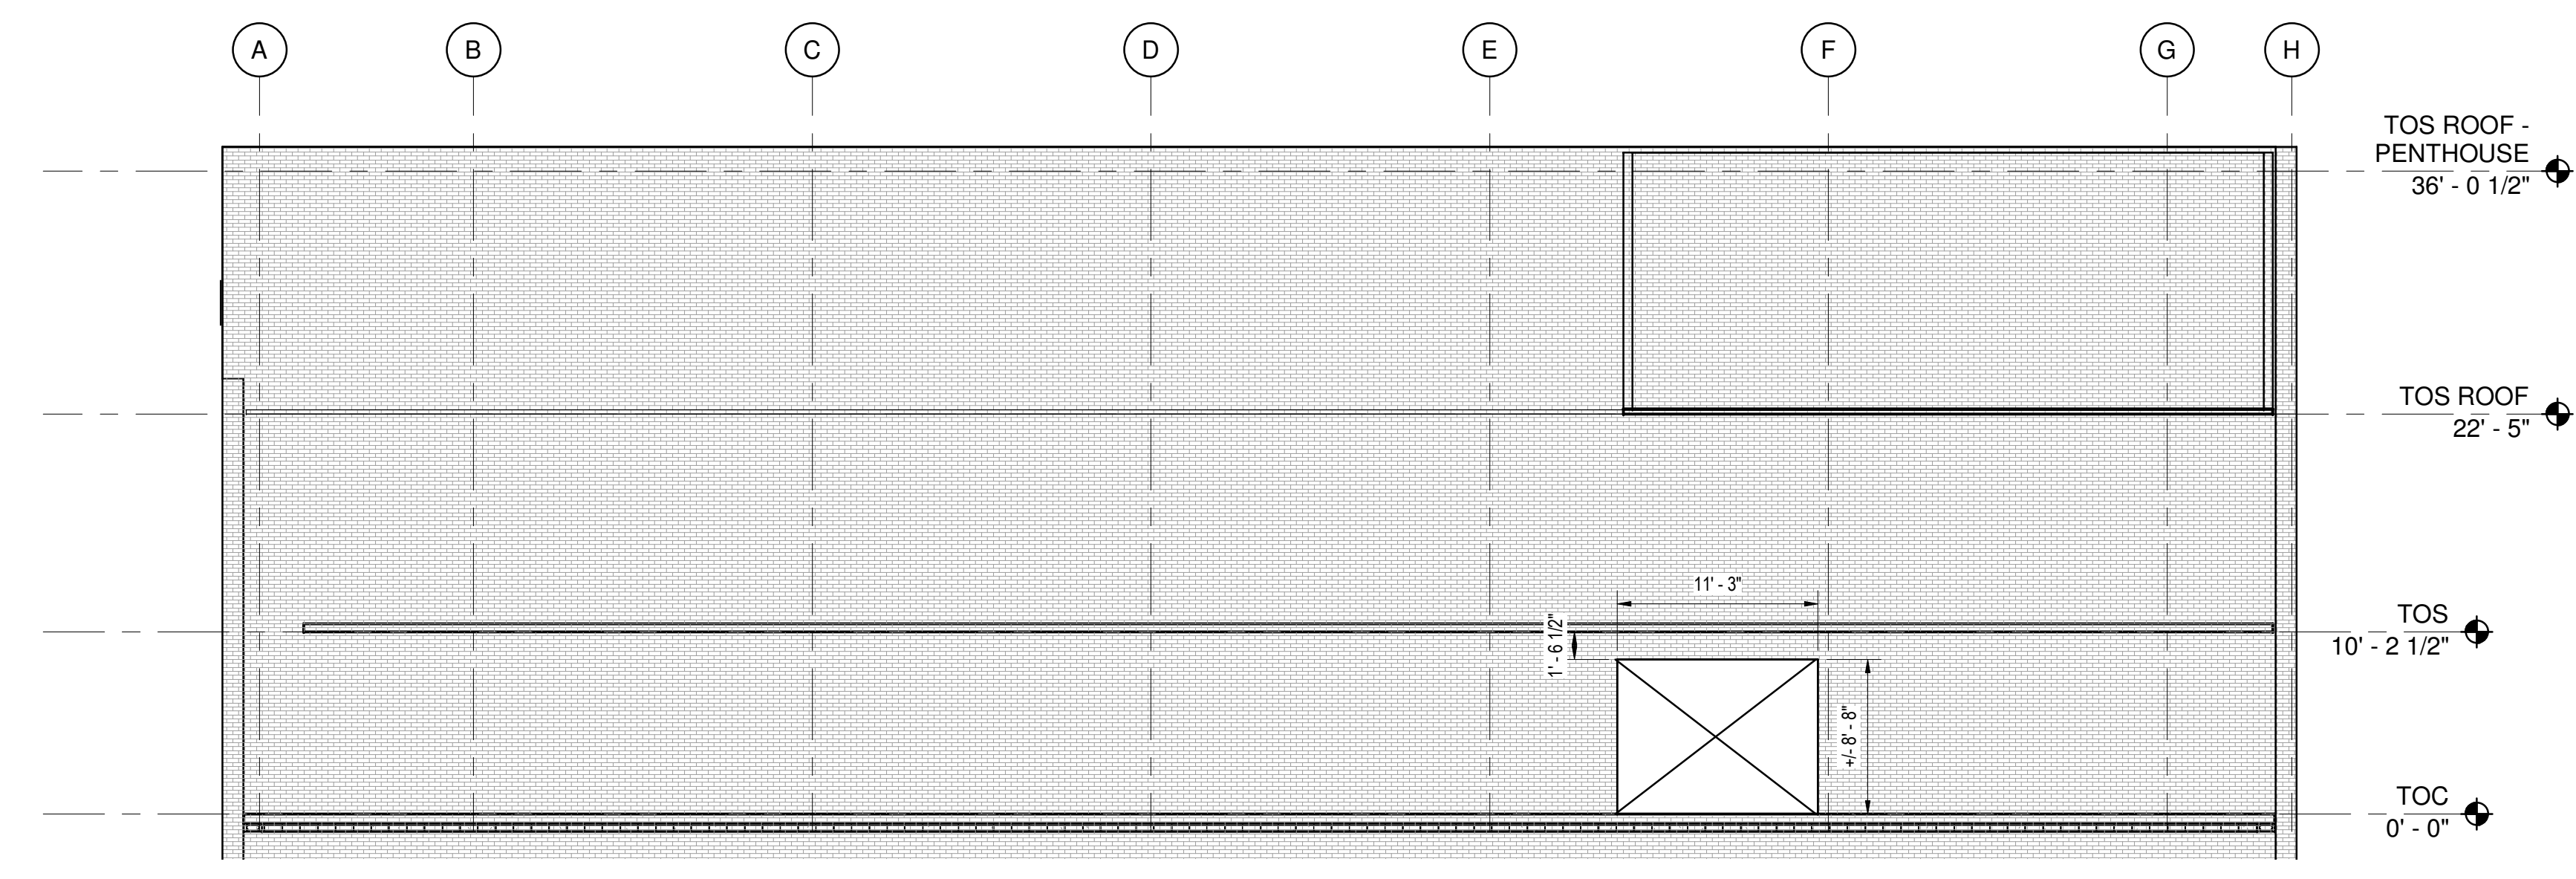 A B C D E F G H
TOS ROOF -
PENTHOUSE
36' - 0 1/2"
TOS ROOF
22' - 5"
11' - 3"
1' - 6 1/2"
TOS
10' - 2 1/2"
+/- 8' - 8"
TOC
0' - 0"